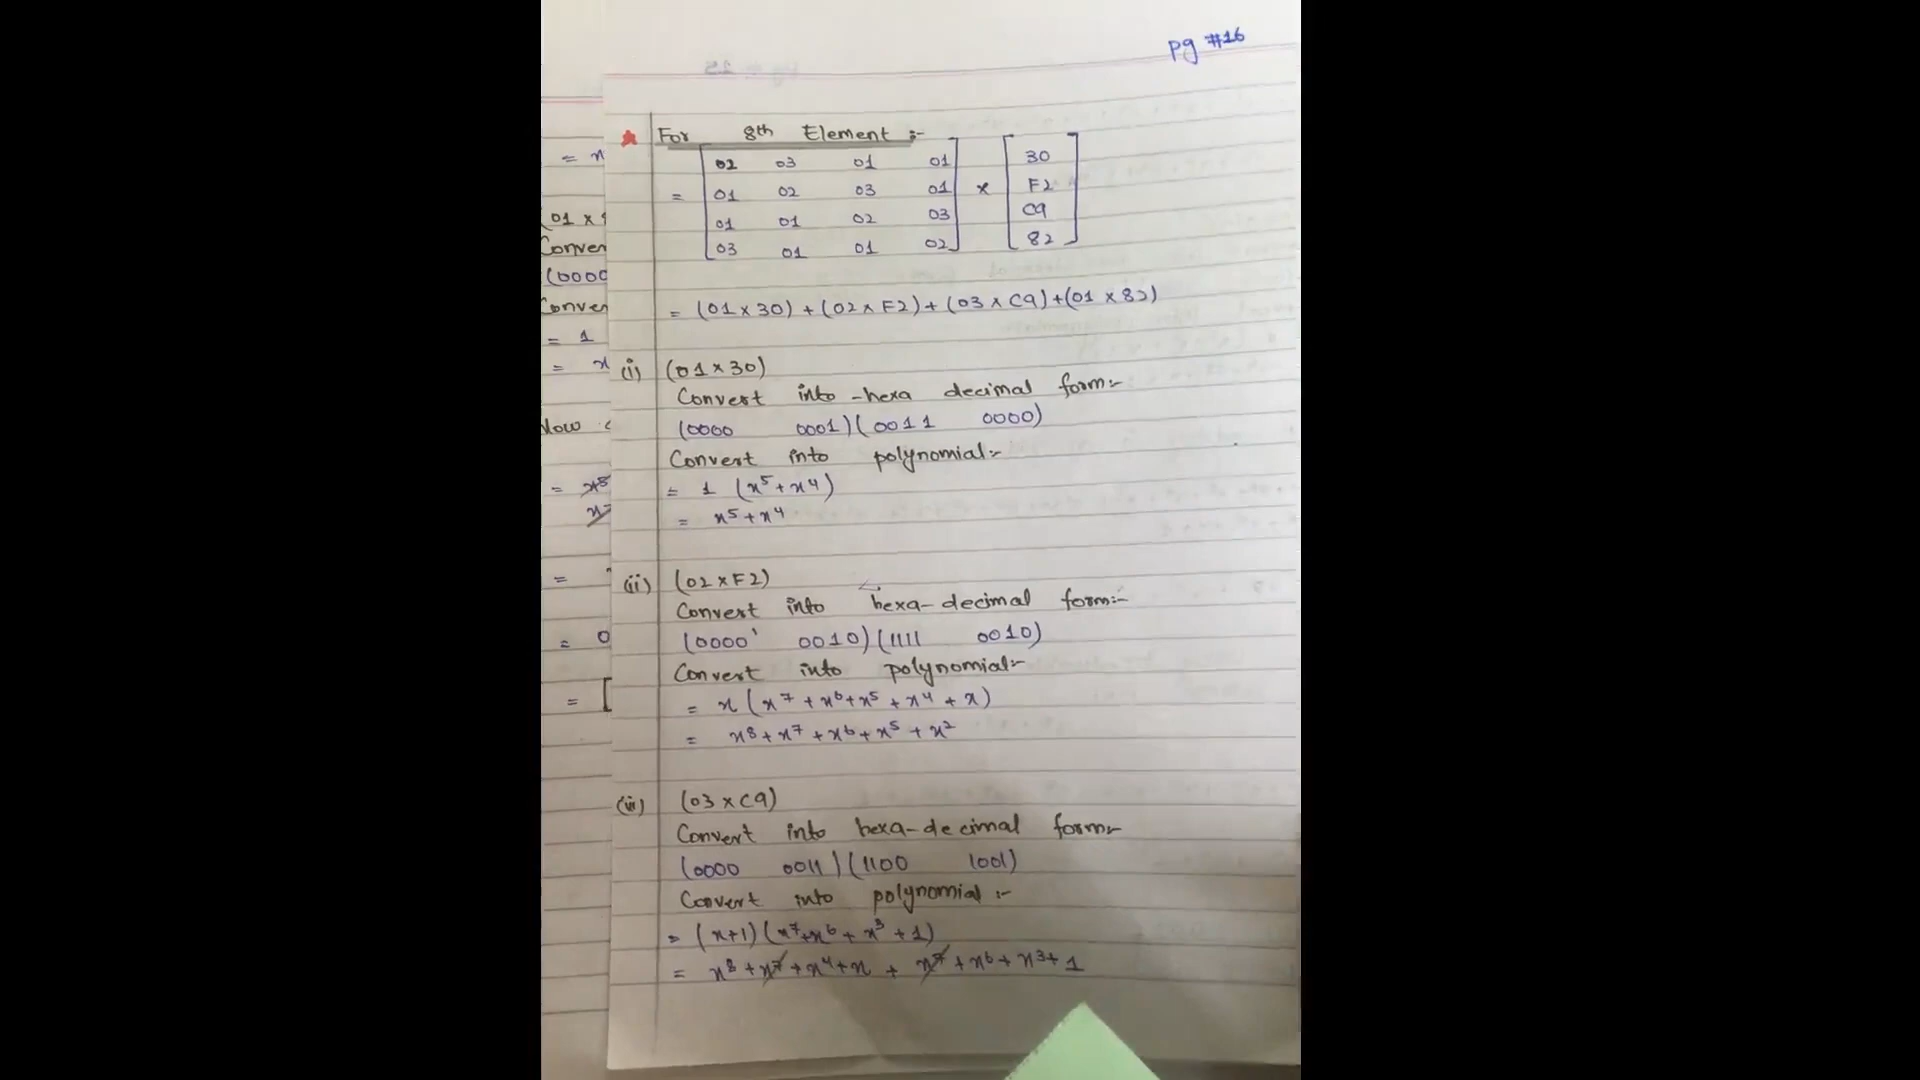 pg #16
For 8th Element :-
02 03 01 01 30
= 01 02 03 01 × F2
01 01 02 03 C9
03 01 01 02 82
= (01 × 30) + (02 × F2) + (03 × C9) + (01 × 82)
(i) (01 × 30)
Convert into -hexa decimal form:-
(0000 0001)(0011 0000)
Convert into polynomial:-
= 1 (x⁵ + x⁴)
= x⁵ + x⁴
(ii) (02 × F2)
Convert into hexa-decimal form:-
(0000 0010)(1111 0010)
Convert into polynomial:-
= x (x⁷ + x⁶ + x⁵ + x⁴ + x)
= x⁸ + x⁷ + x⁶ + x⁵ + x²
(iii) (03 × C9)
Convert into hexa-decimal form:-
(0000 0011)(1100 1001)
Convert into polynomial :-
= (x+1)(x⁷+x⁶ + x³ + 1)
= x⁸ + x⁷ + x⁴ + x + x⁷ + x⁶ + x³ + 1